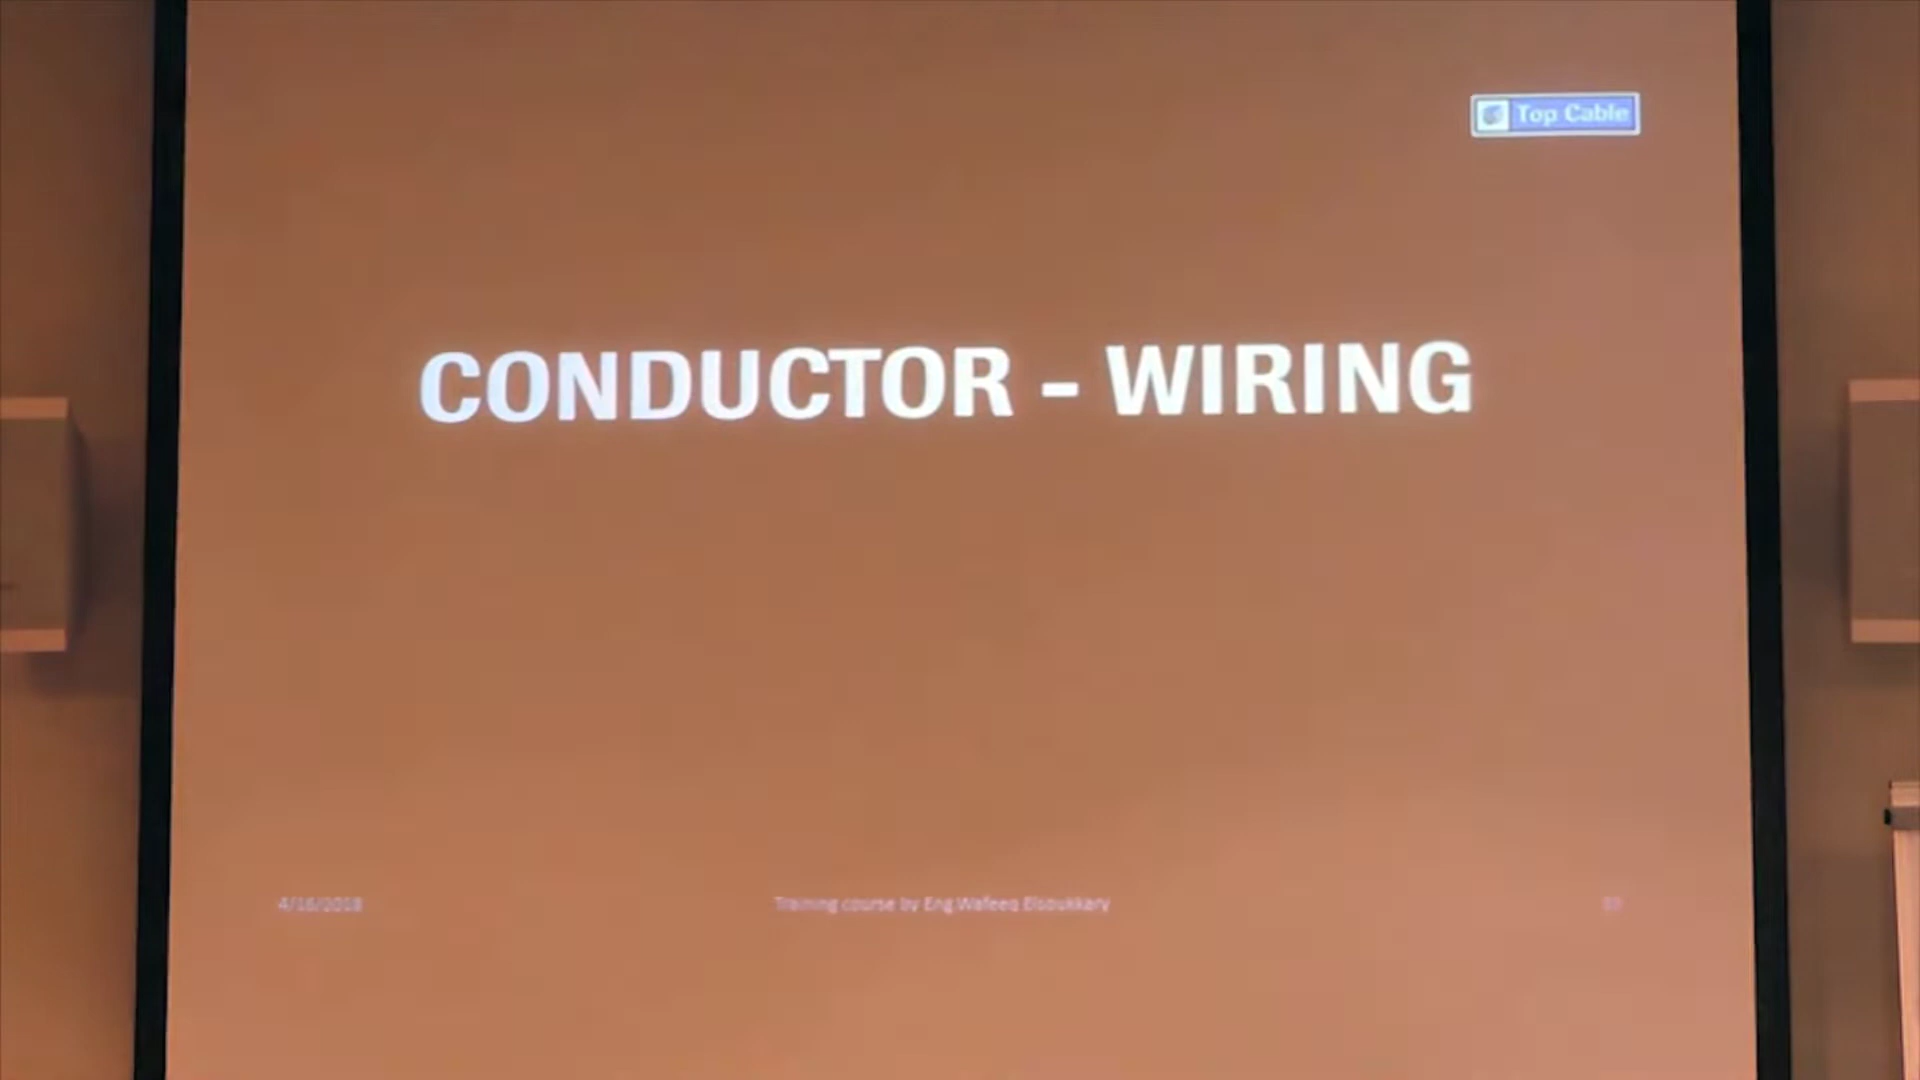 Top Cable
CONDUCTOR - WIRING
4/16/2018
Training course by Eng.Wafeeq Elsoukkary